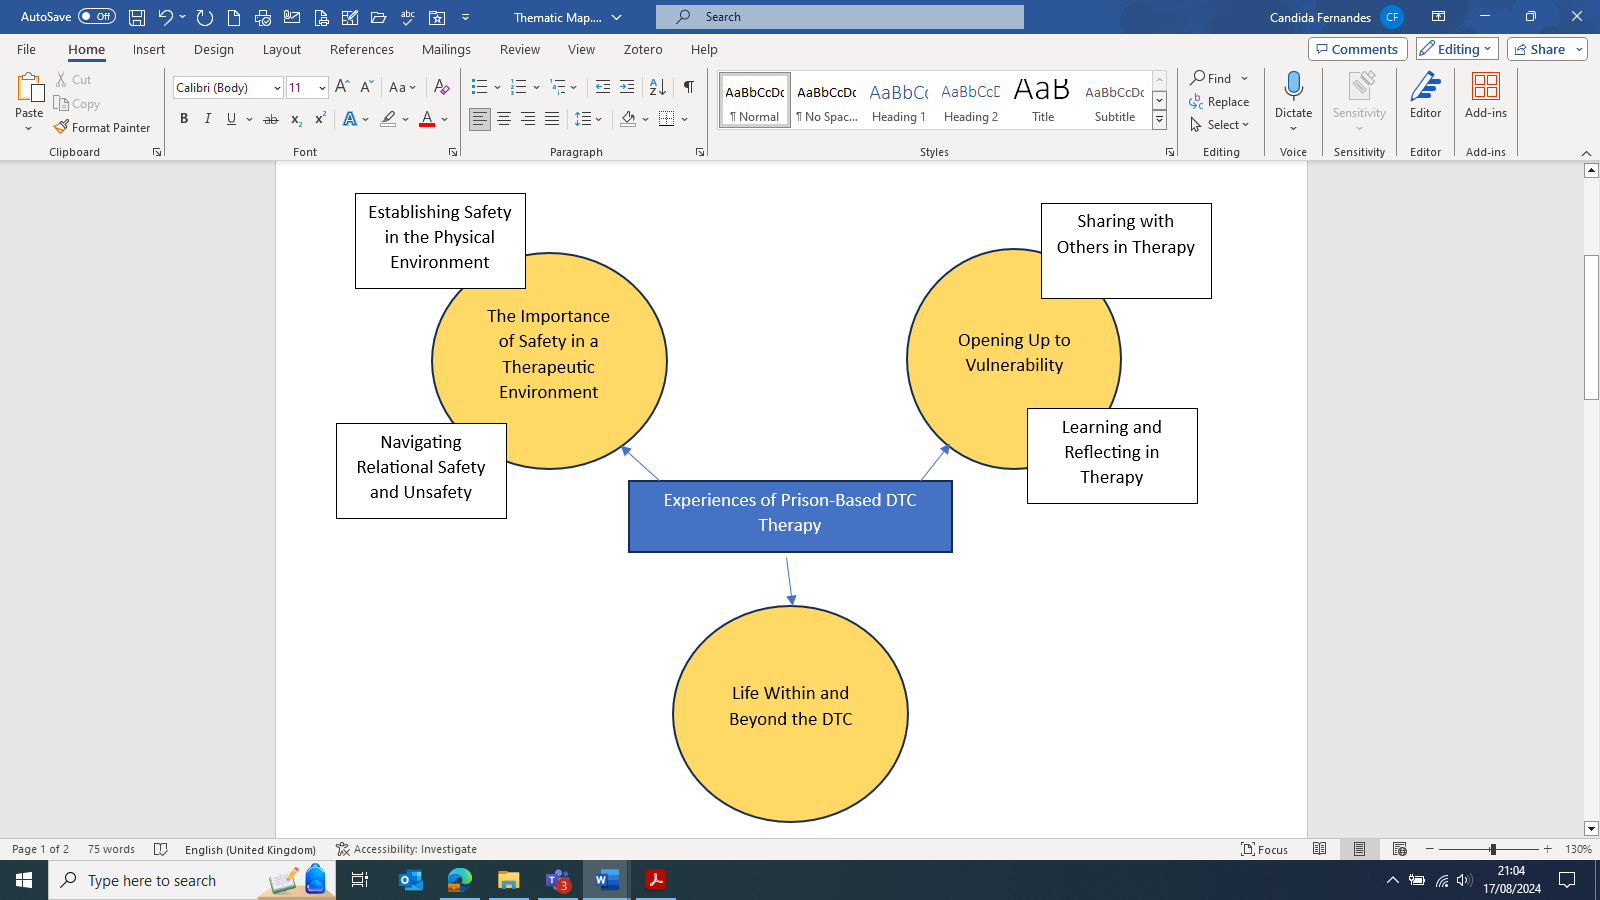 AutoSave Off
Thematic Map....
Search
Candida Fernandes CF
File Home Insert Design Layout References Mailings Review View Zotero Help
Comments Editing Share
Paste
Cut
Copy
Format Painter
Clipboard
Calibri (Body) 11
Font
Paragraph
AaBbCcDc AaBbCcDc AaBbCc AaBbCcD AaB AaBbCcDc
¶ Normal ¶ No Spac... Heading 1 Heading 2 Title Subtitle
Styles
Find
Replace
Select
Editing
Dictate
Voice
Sensitivity
Sensitivity
Editor
Editor
Add-ins
Add-ins
Establishing Safety
in the Physical
Environment
The Importance
of Safety in a
Therapeutic
Environment
Navigating
Relational Safety
and Unsafety
Sharing with
Others in Therapy
Opening Up to
Vulnerability
Learning and
Reflecting in
Therapy
Experiences of Prison-Based DTC
Therapy
Life Within and
Beyond the DTC
Page 1 of 2 75 words English (United Kingdom) Accessibility: Investigate
Focus 130%
Type here to search
3
21:04
17/08/2024